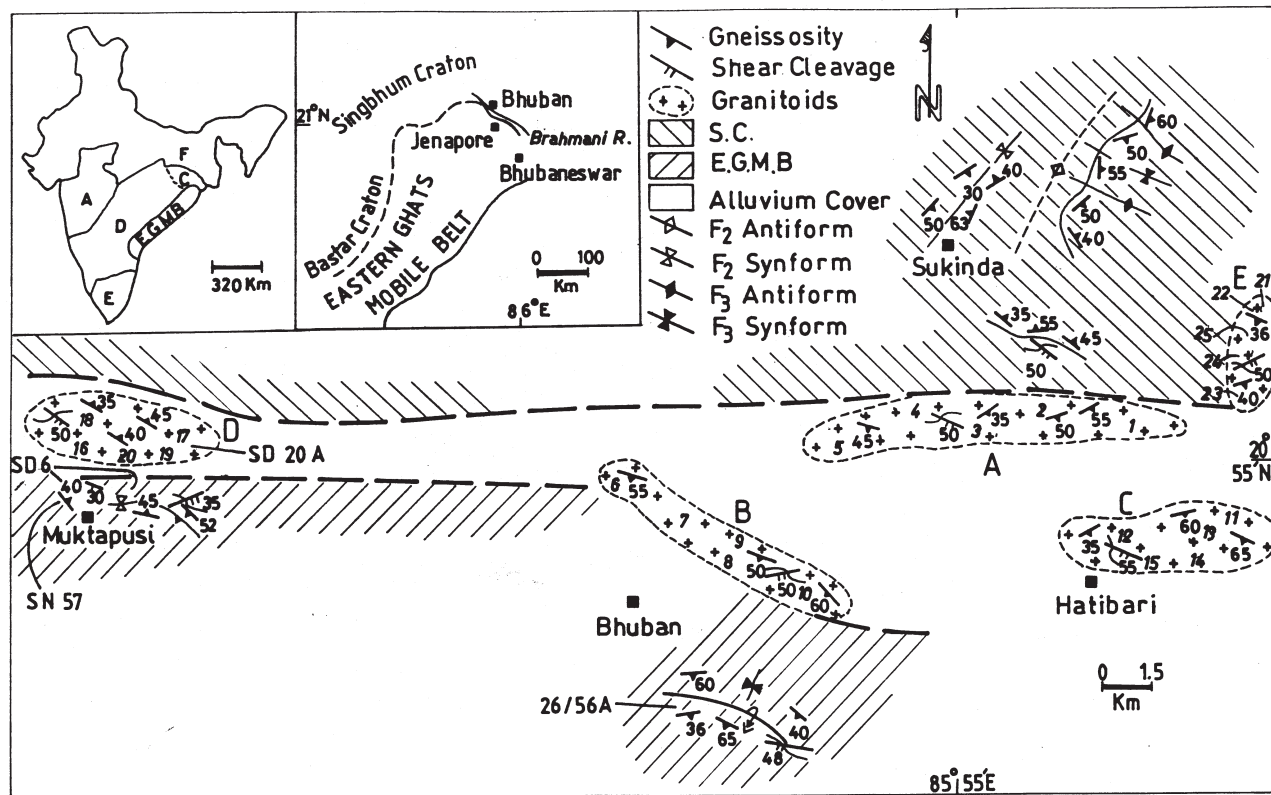 F
C
A
D
E.G.M.B
E
320 Km
21°N
Singbhum Craton
Bhuban
Jenapore
Brahmani R.
Bhubaneswar
Bastar Craton
EASTERN GHATS
MOBILE BELT
0 100
Km
86°E
Gneissosity
Shear Cleavage
Granitoids
S.C.
E.G.M.B
Alluvium Cover
F2 Antiform
F2 Synform
F3 Antiform
F3 Synform
N
60
50
55
40
30
50 63
50
40
Sukinda
35 55 45
50
E 21
22
36
25
24
50
23 40
35
18 45
50 40 17 D
16 20 19
SD 20 A
4 35 2 55
5 45 50 3 50 1
A
20°
55'N
SD 6
40 30 45 35
52
Muktapusi
SN 57
6 55
B
7
9
8 50
50 10
60
C
11
12 60 13
35
55 15 14 65
Hatibari
Bhuban
0 1.5
Km
60
26/56A
36 65 40
48
85°55'E